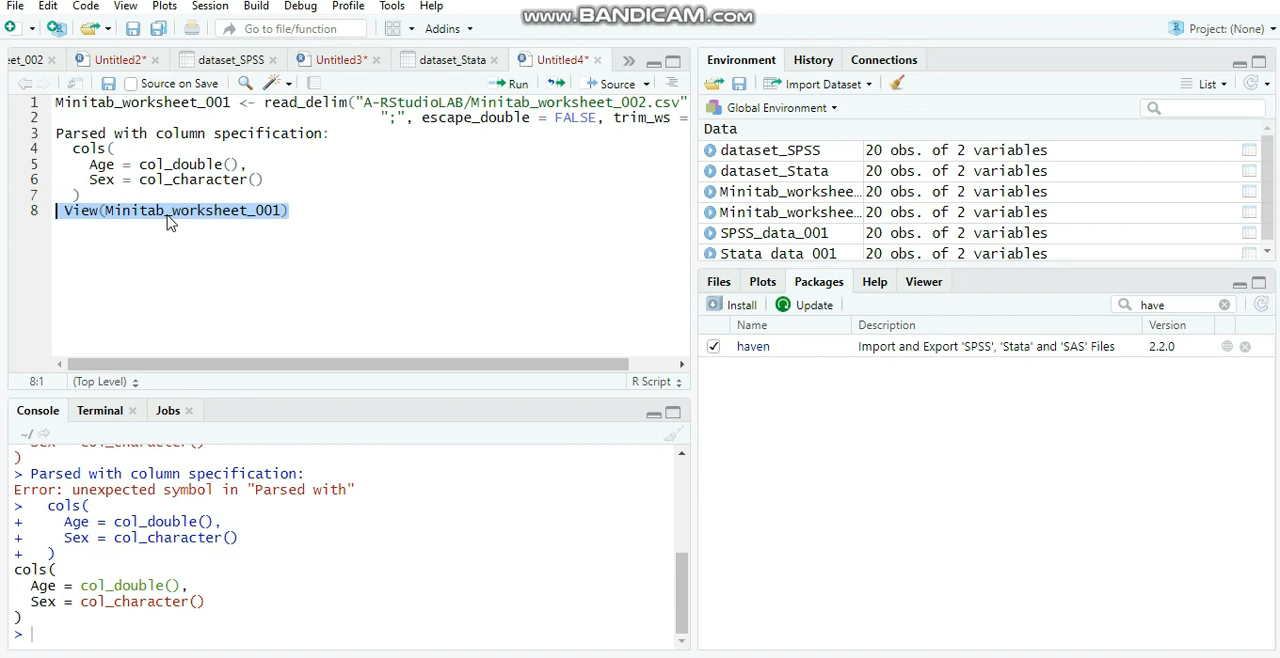 File Edit Code View Plots Session Build Debug Profile Tools Help
www.BANDICAM.com
Go to file/function Addins Project: (None)
eet_002 Untitled2* dataset_SPSS Untitled3* dataset_Stata Untitled4*
Source on Save Run Source
1 Minitab_worksheet_001 <- read_delim("A-RStudioLAB/Minitab_worksheet_002.csv"
2 ";", escape_double = FALSE, trim_ws =
3 Parsed with column specification:
4 cols(
5 Age = col_double(),
6 Sex = col_character()
7 )
8 View(Minitab_worksheet_001)
8:1 (Top Level) R Script
Console Terminal Jobs
~/
Sex = col_character()
)
> Parsed with column specification:
Error: unexpected symbol in "Parsed with"
> cols(
+ Age = col_double(),
+ Sex = col_character()
+ )
cols(
Age = col_double(),
Sex = col_character()
)
>
Environment History Connections
Import Dataset List
Global Environment
Data
dataset_SPSS 20 obs. of 2 variables
dataset_Stata 20 obs. of 2 variables
Minitab_workshee... 20 obs. of 2 variables
Minitab_workshee... 20 obs. of 2 variables
SPSS_data_001 20 obs. of 2 variables
Stata data 001 20 obs. of 2 variables
Files Plots Packages Help Viewer
Install Update have
Name Description Version
haven Import and Export 'SPSS', 'Stata' and 'SAS' Files 2.2.0